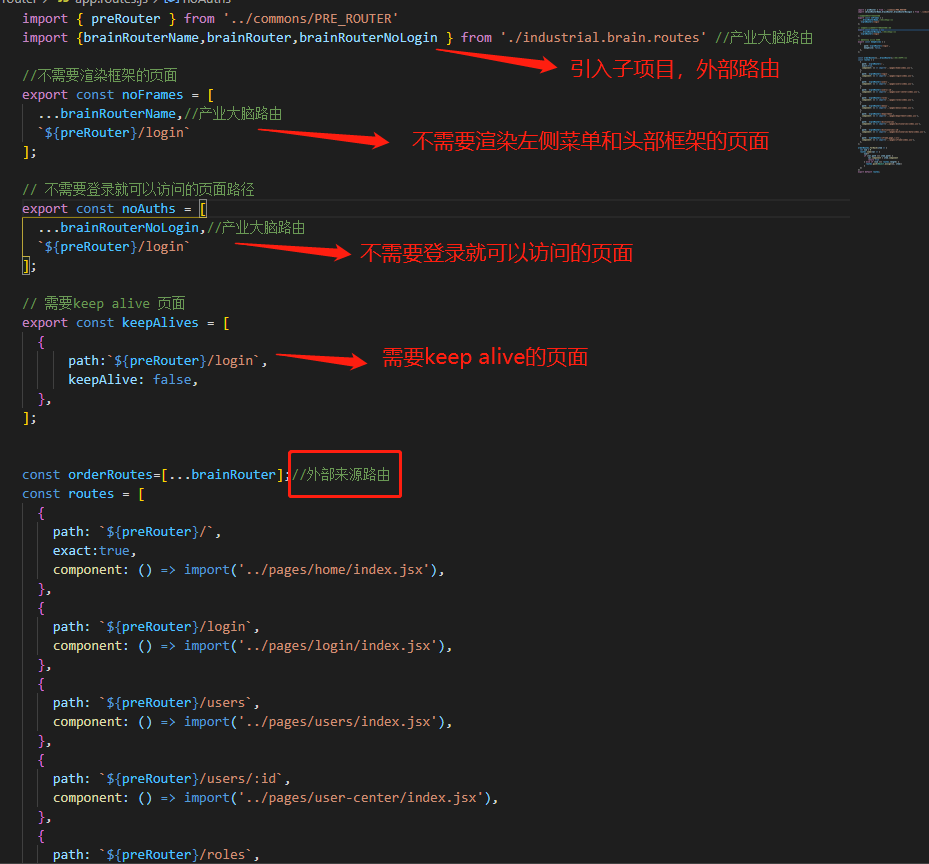 router > app.routes.js > noAuths
import { preRouter } from '../commons/PRE_ROUTER'
import {brainRouterName,brainRouter,brainRouterNoLogin } from './industrial.brain.routes' //产业大脑路由
引入子项目，外部路由
//不需要渲染框架的页面
export const noFrames = [
...brainRouterName,//产业大脑路由
`${preRouter}/login`
不需要渲染左侧菜单和头部框架的页面
];
// 不需要登录就可以访问的页面路径
export const noAuths = [
...brainRouterNoLogin,//产业大脑路由
`${preRouter}/login`
不需要登录就可以访问的页面
];
// 需要keep alive 页面
export const keepAlives = [
{
path:`${preRouter}/login`,
需要keep alive的页面
keepAlive: false,
},
];
const orderRoutes=[...brainRouter];//外部来源路由
const routes = [
{
path: `${preRouter}/`,
exact:true,
component: () => import('../pages/home/index.jsx'),
},
{
path: `${preRouter}/login`,
component: () => import('../pages/login/index.jsx'),
},
{
path: `${preRouter}/users`,
component: () => import('../pages/users/index.jsx'),
},
{
path: `${preRouter}/users/:id`,
component: () => import('../pages/user-center/index.jsx'),
},
{
path: `${preRouter}/roles`,